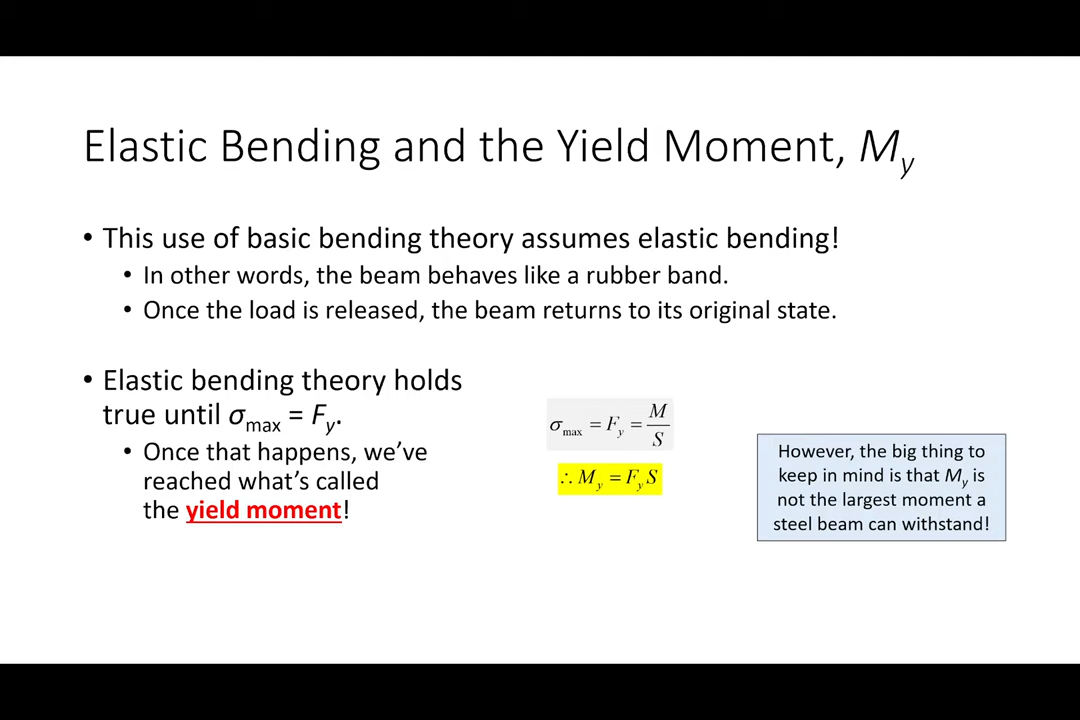 Elastic Bending and the Yield Moment, My
• This use of basic bending theory assumes elastic bending!
• In other words, the beam behaves like a rubber band.
• Once the load is released, the beam returns to its original state.
• Elastic bending theory holds
true until σmax = Fy.
• Once that happens, we’ve
reached what’s called
the yield moment!
σmax = Fy = M/S
∴ My = FyS
However, the big thing to
keep in mind is that My is
not the largest moment a
steel beam can withstand!